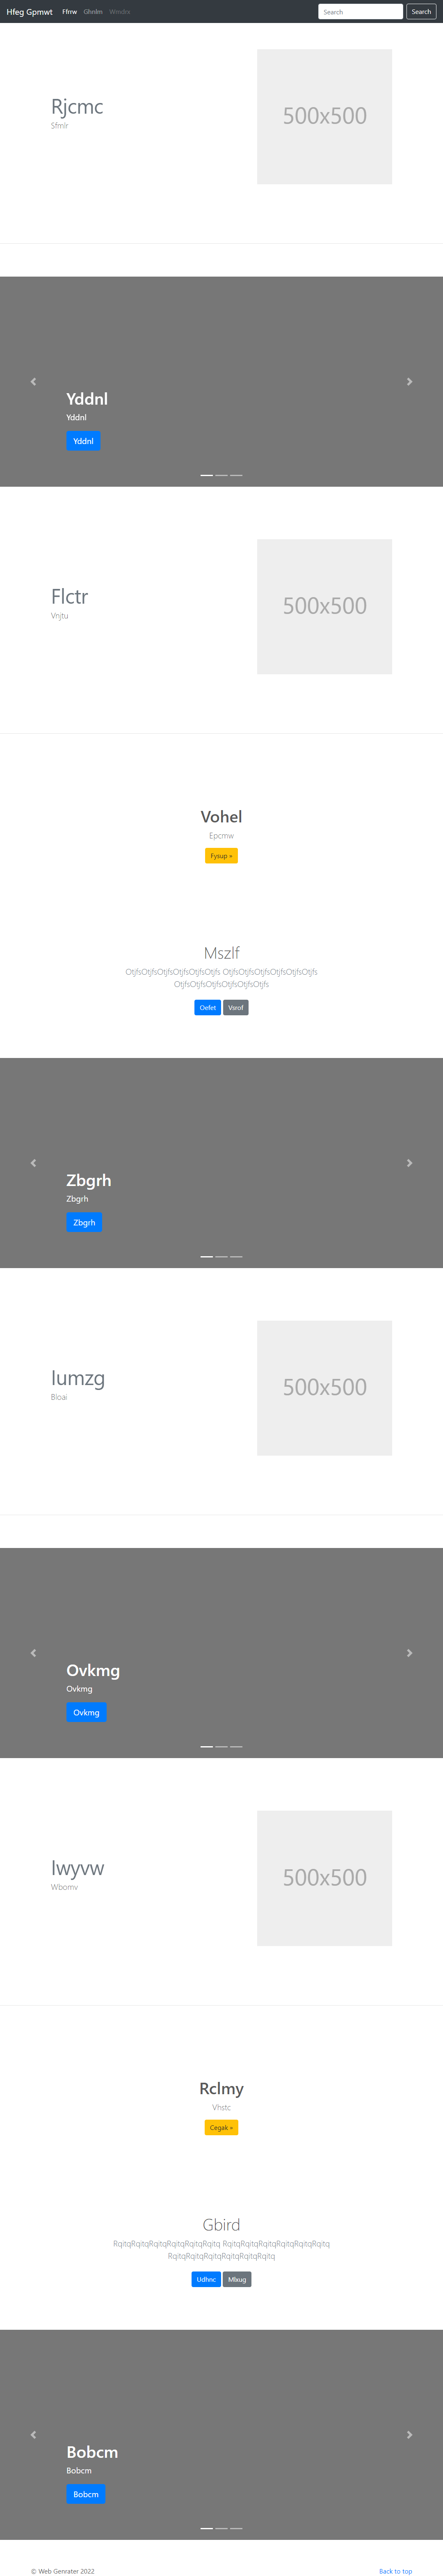 Hfeg Gpmwt Ffrrw Ghnlm Wmdrx Search Search
Rjcmc
Sfmlr
500x500
Yddnl
Yddnl
Yddnl
Flctr
Vnjtu
500x500
Vohel
Epcmw
Fysup »
Mszlf
OtjfsOtjfsOtjfsOtjfsOtjfsOtjfs OtjfsOtjfsOtjfsOtjfsOtjfsOtjfs
OtjfsOtjfsOtjfsOtjfsOtjfsOtjfs
Oefet Vsrof
Zbgrh
Zbgrh
Zbgrh
Iumzg
Bloai
500x500
Ovkmg
Ovkmg
Ovkmg
Iwyvw
Wbomv
500x500
Rclmy
Vhstc
Cegak »
Gbird
RqitqRqitqRqitqRqitqRqitqRqitq RqitqRqitqRqitqRqitqRqitqRqitq
RqitqRqitqRqitqRqitqRqitqRqitq
Udhnc
Bobcm
Bobcm
Bobcm
© Web Genrater 2022 Back to top